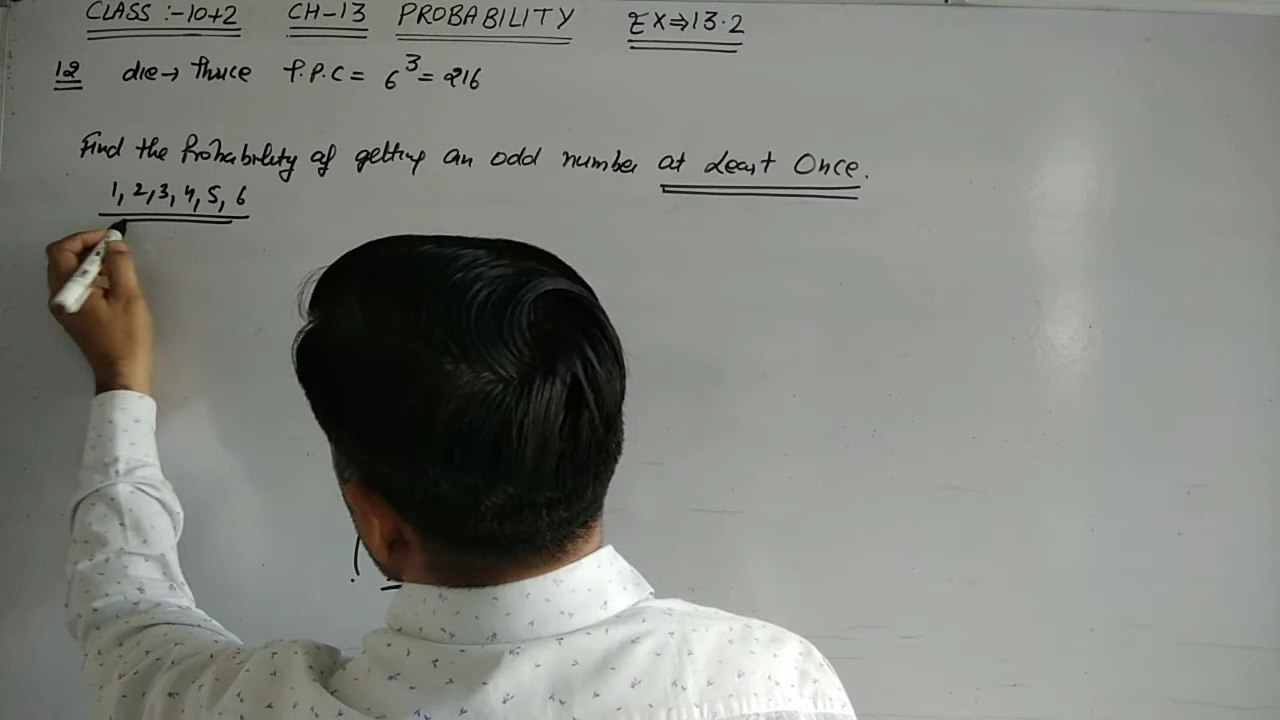 CLASS :-10+2 CH-13 PROBABILITY EX⇒13.2
12 die→ thrice T.P.C = 6³ = 216
Find the Probability of getting an odd number at Least Once.
1, 2, 3, 4, 5, 6